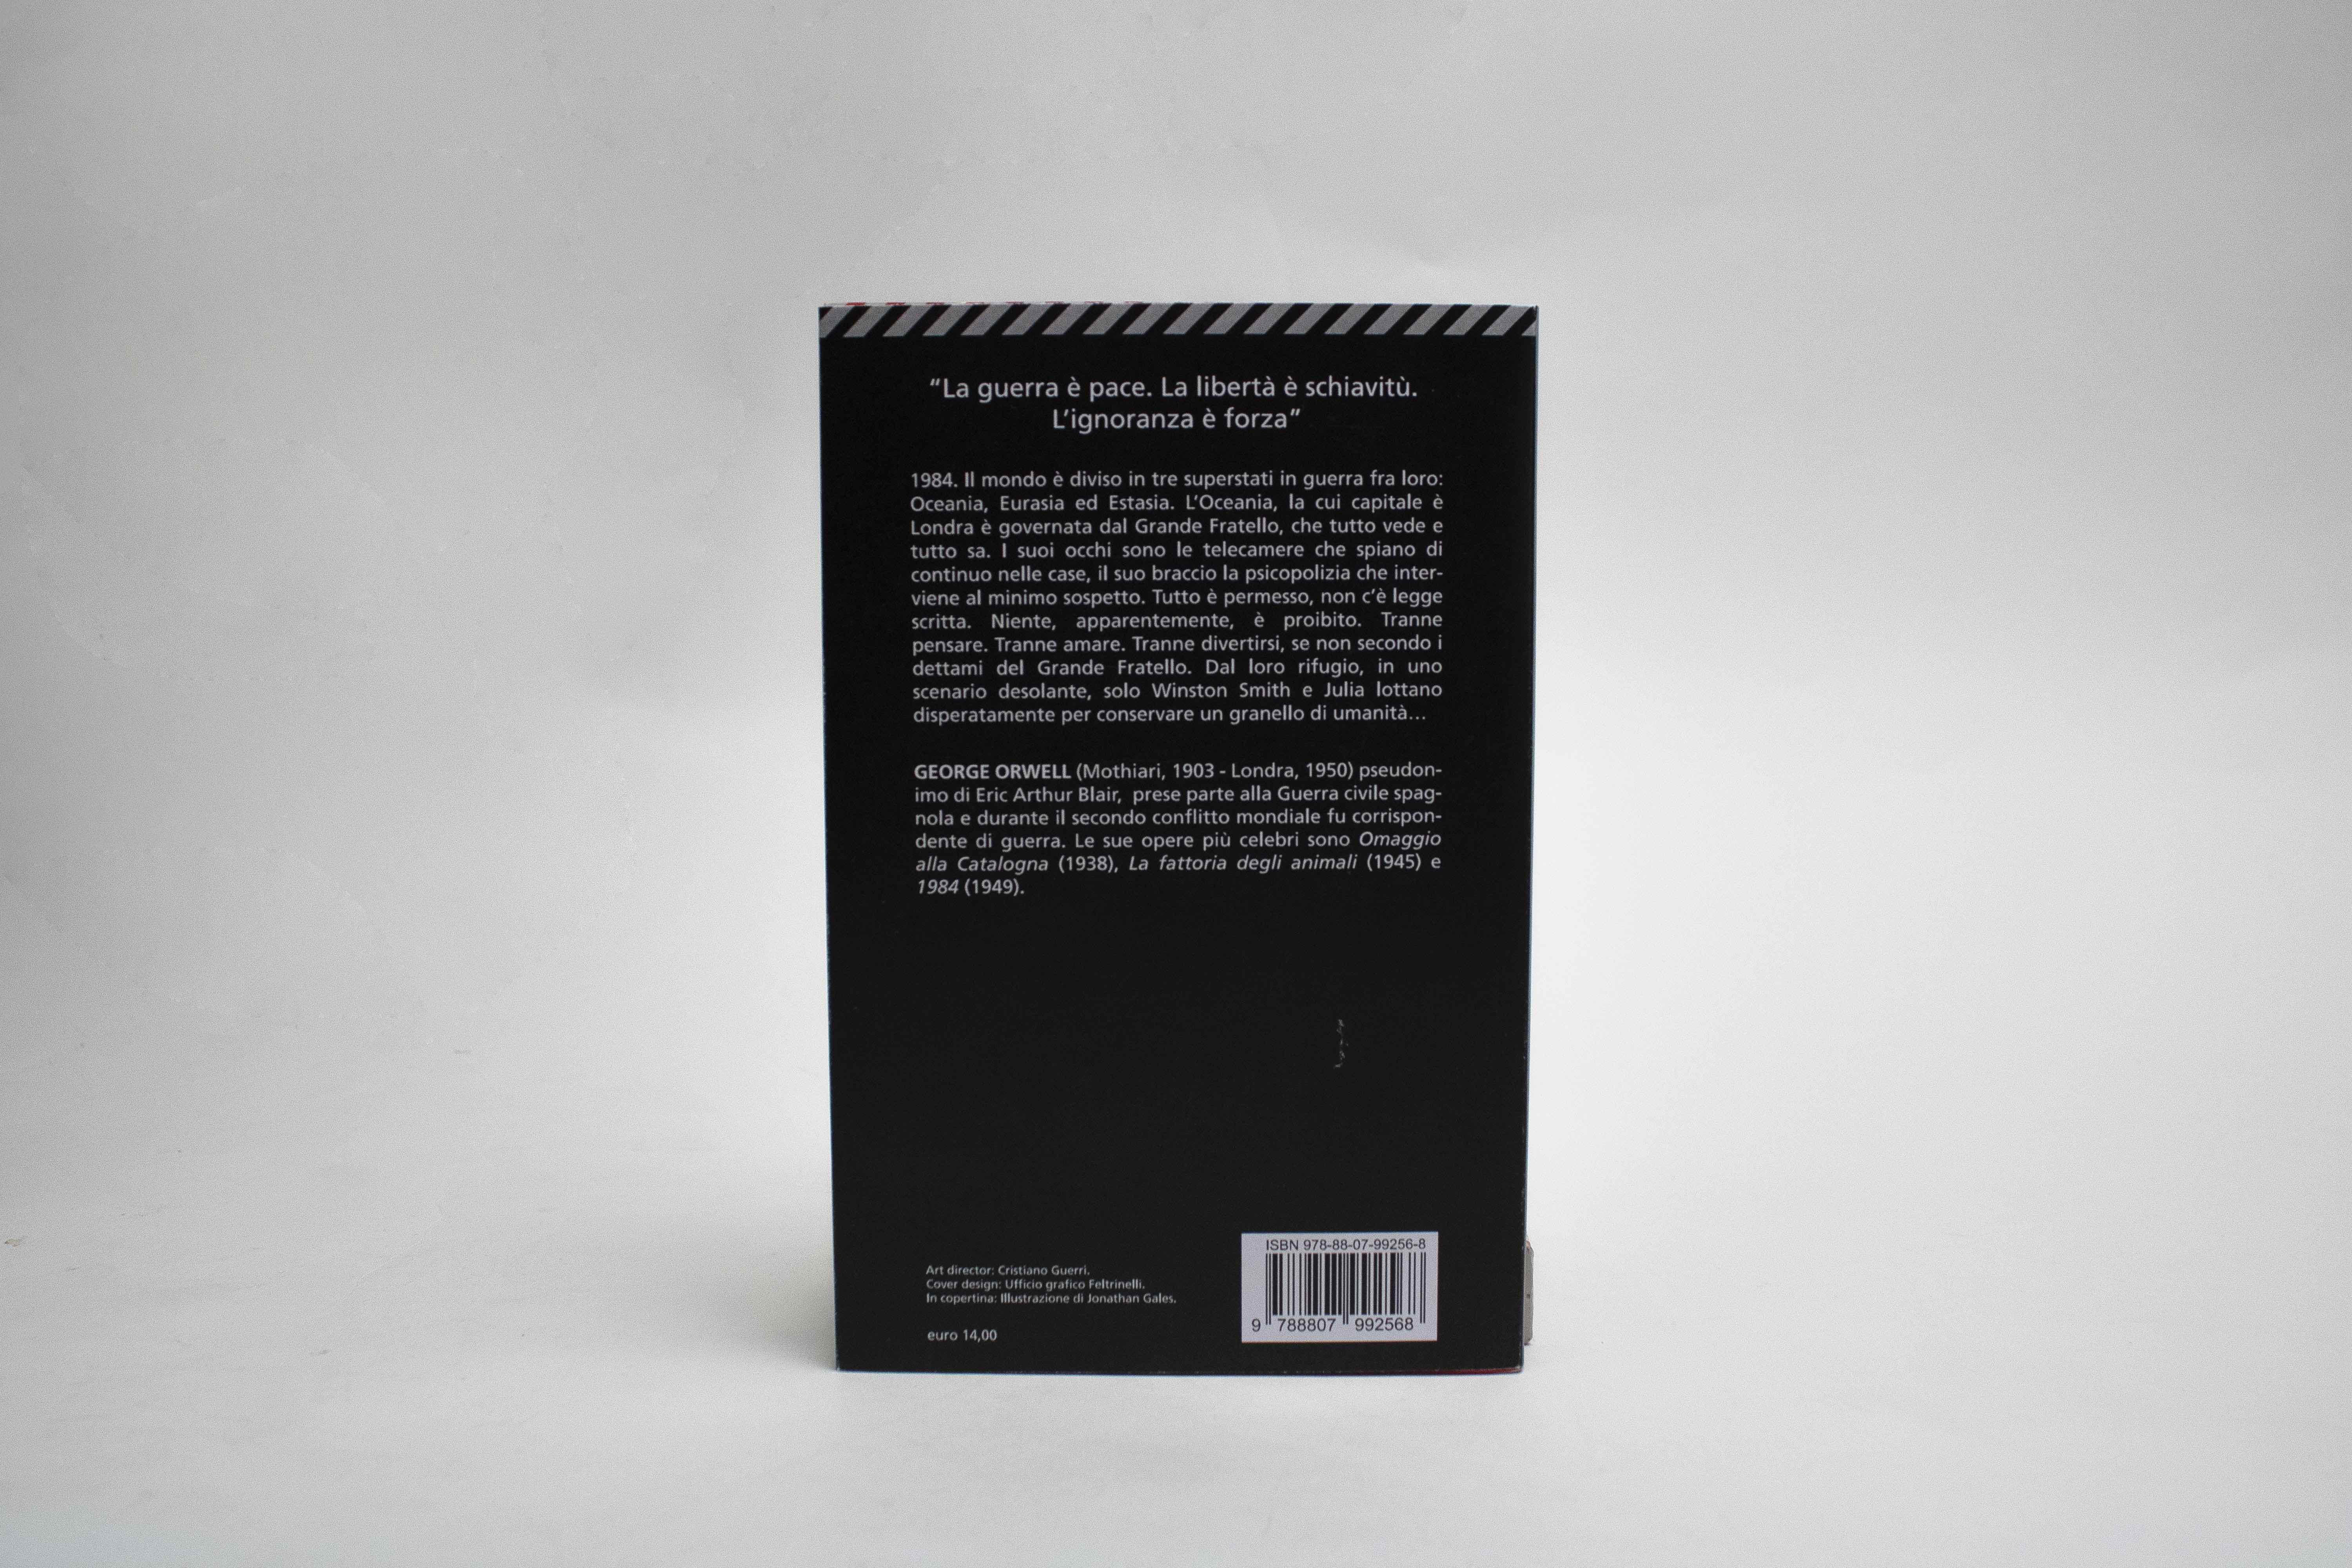 “La guerra è pace. La libertà è schiavitù.
L’ignoranza è forza”
1984. Il mondo è diviso in tre superstati in guerra fra loro:
Oceania, Eurasia ed Estasia. L’Oceania, la cui capitale è
Londra è governata dal Grande Fratello, che tutto vede e
tutto sa. I suoi occhi sono le telecamere che spiano di
continuo nelle case, il suo braccio la psicopolizia che inter-
viene al minimo sospetto. Tutto è permesso, non c’è legge
scritta. Niente, apparentemente, è proibito. Tranne
pensare. Tranne amare. Tranne divertirsi, se non secondo i
dettami del Grande Fratello. Dal loro rifugio, in uno
scenario desolante, solo Winston Smith e Julia lottano
disperatamente per conservare un granello di umanità...
GEORGE ORWELL (Mothiari, 1903 - Londra, 1950) pseudon-
imo di Eric Arthur Blair, prese parte alla Guerra civile spag-
nola e durante il secondo conflitto mondiale fu corrispon-
dente di guerra. Le sue opere più celebri sono Omaggio
alla Catalogna (1938), La fattoria degli animali (1945) e
1984 (1949).
Art director: Cristiano Guerri.
Cover design: Ufficio grafico Feltrinelli.
In copertina: Illustrazione di Jonathan Gales.
euro 14,00
ISBN 978-88-07-99256-8
9 788807 992568